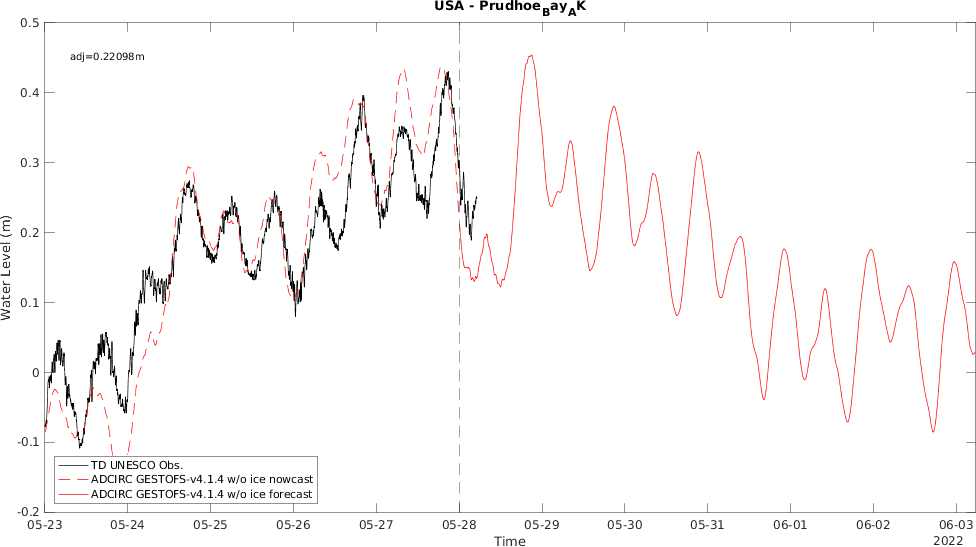 USA - Prudhoe_Bay_AK
adj=0.22098m
0.5
0.4
0.3
0.2
0.1
0
-0.1
-0.2
Water Level (m)
TD UNESCO Obs.
ADCIRC GESTOFS-v4.1.4 w/o ice nowcast
ADCIRC GESTOFS-v4.1.4 w/o ice forecast
05-23 05-24 05-25 05-26 05-27 05-28 05-29 05-30 05-31 06-01 06-02 06-03
Time
2022